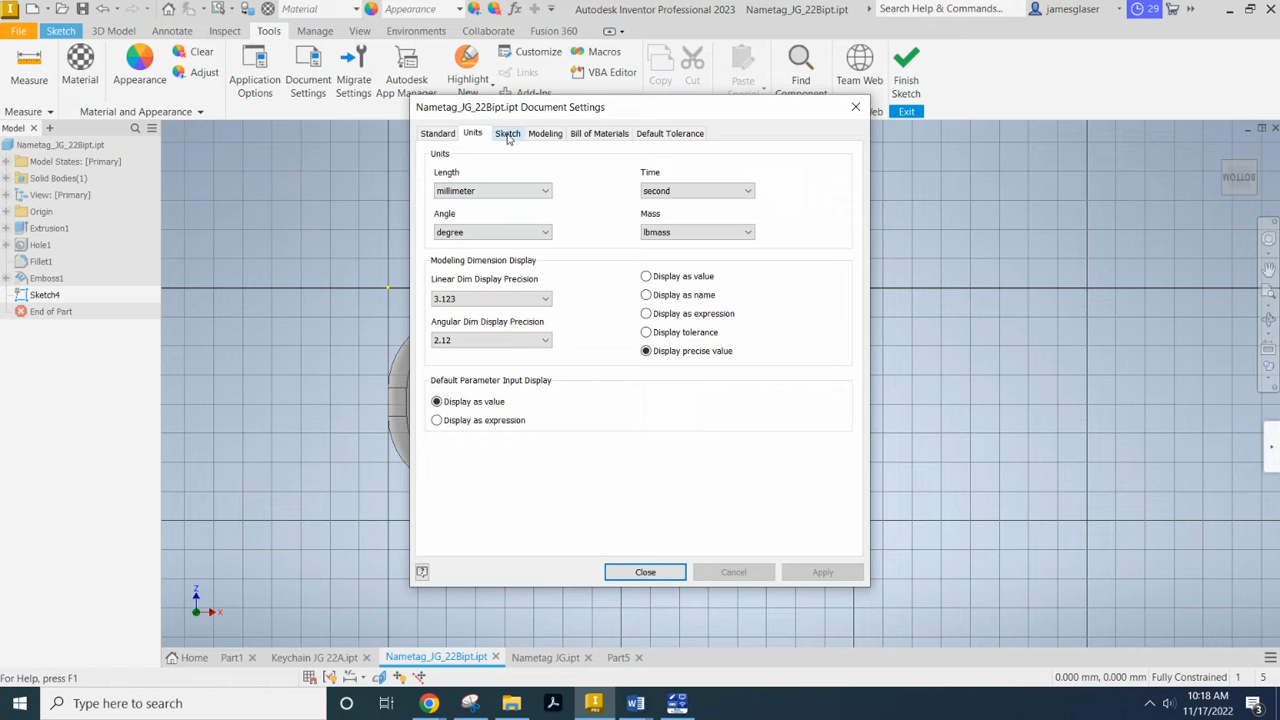 Material
Appearance
Autodesk Inventor Professional 2023
Nametag_JG_22Bipt.ipt
Search Help & Commands...
jamesglaser
29
File
Sketch
3D Model
Annotate
Inspect
Tools
Manage
View
Environments
Collaborate
Fusion 360
Measure
Material
Appearance
Clear
Adjust
Application Options
Document Settings
Migrate Settings
Autodesk App Manager
Highlight
Customize
Links
Add-Ins
Macros
VBA Editor
Copy
Cut
Paste
Find Component
Team Web
Finish Sketch
Measure
Material and Appearance
Web
Exit
Model
Nametag_JG_22Bipt.ipt
Model States: [Primary]
Solid Bodies(1)
View: [Primary]
Origin
Extrusion1
Hole1
Fillet1
Emboss1
Sketch4
End of Part
Nametag_JG_22Bipt.ipt Document Settings
Standard
Units
Sketch
Modeling
Bill of Materials
Default Tolerance
Units
Length
Time
millimeter
second
Angle
Mass
degree
lbmass
Modeling Dimension Display
Linear Dim Display Precision
3.123
Angular Dim Display Precision
2.12
Display as value
Display as name
Display as expression
Display tolerance
Display precise value
Default Parameter Input Display
Display as value
Display as expression
Close
Cancel
Apply
BOTTOM
Z
X
Home
Part1
Keychain JG 22A.ipt
Nametag_JG_22Bipt.ipt
Nametag JG.ipt
Part5
For Help, press F1
0.000 mm, 0.000 mm
Fully Constrained
1
5
Type here to search
10:18 AM
11/17/2022
3